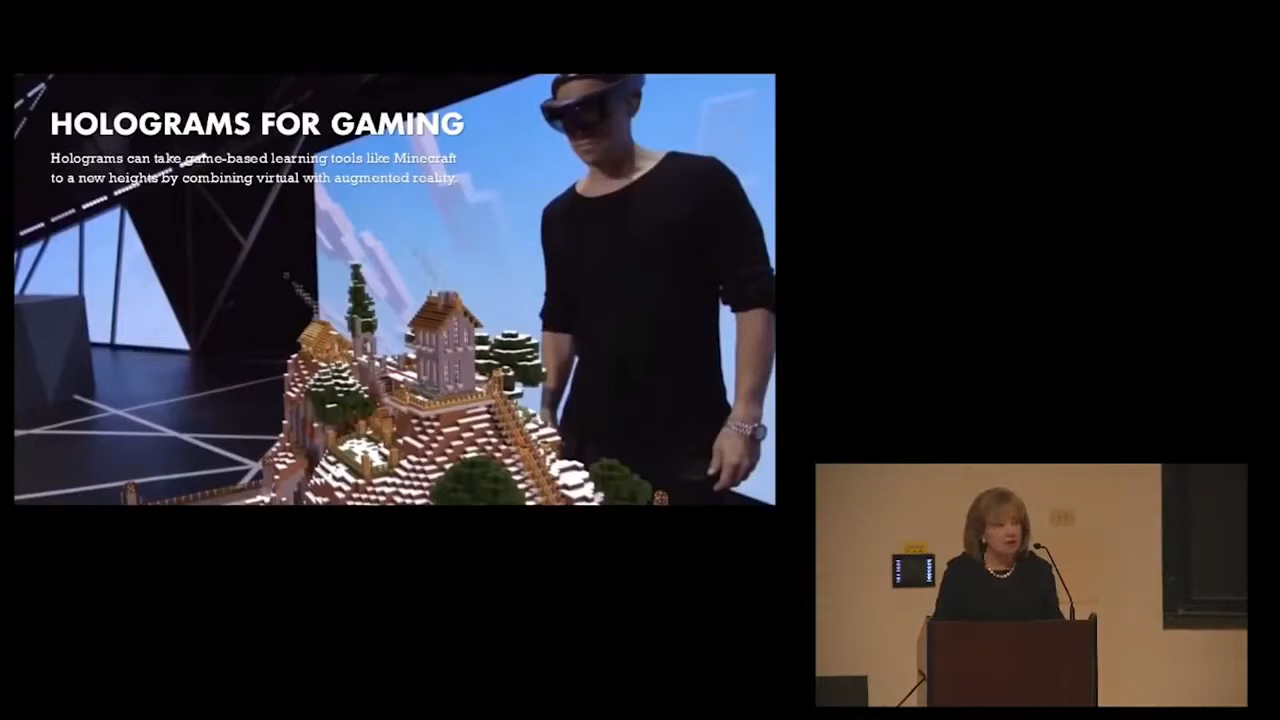 HOLOGRAMS FOR GAMING
Holograms can take game-based learning tools like Minecraft
to a new heights by combining virtual with augmented reality.